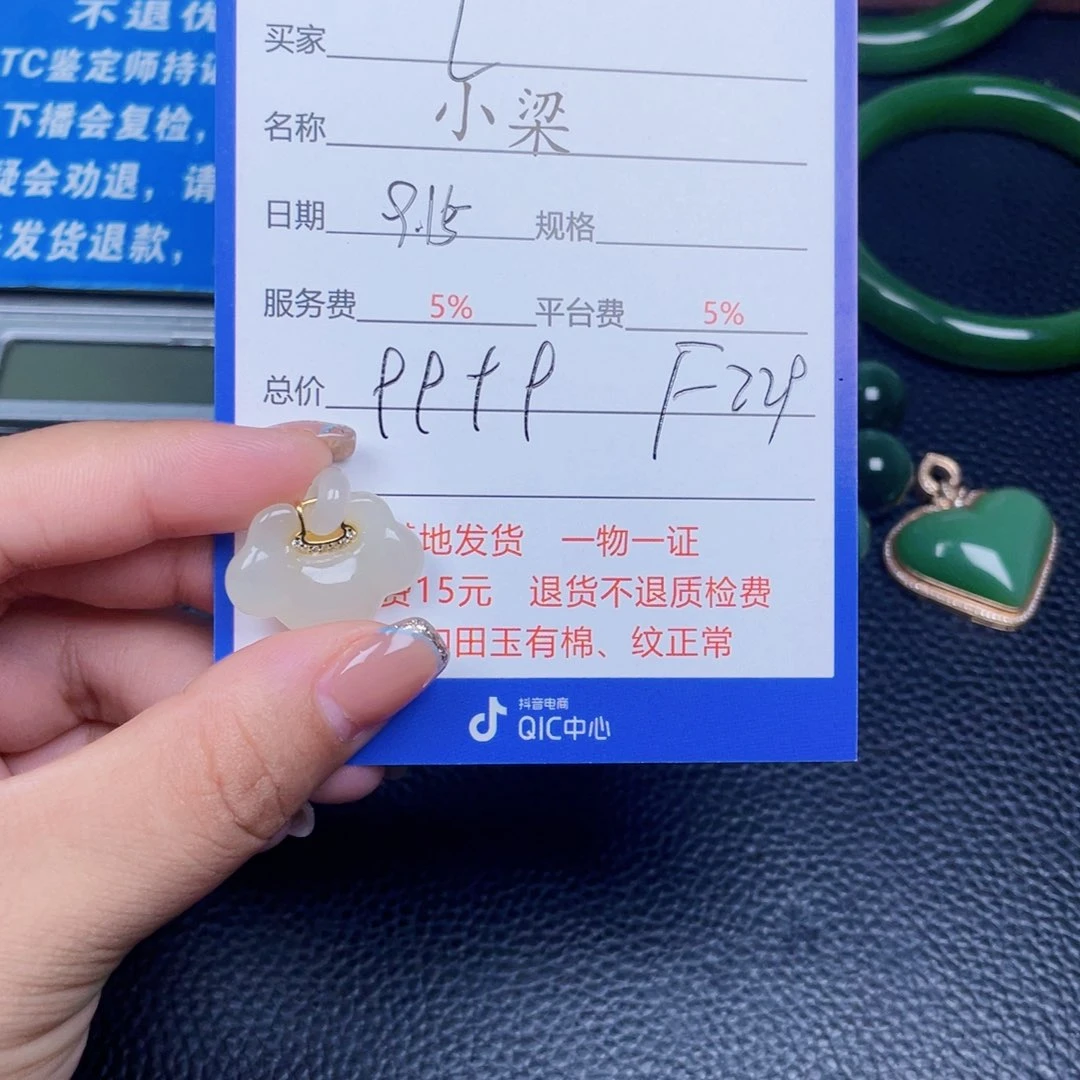 不退
TC鉴定师持证
下播会复检，
会劝退，请
发货退款，
买家
名称 小梁
日期 9.15 规格
服务费 5% 平台费 5%
总价 99+9 F229
地发货 一物一证
费15元 退货不退质检费
田玉有棉、纹正常
抖音电商
QIC中心